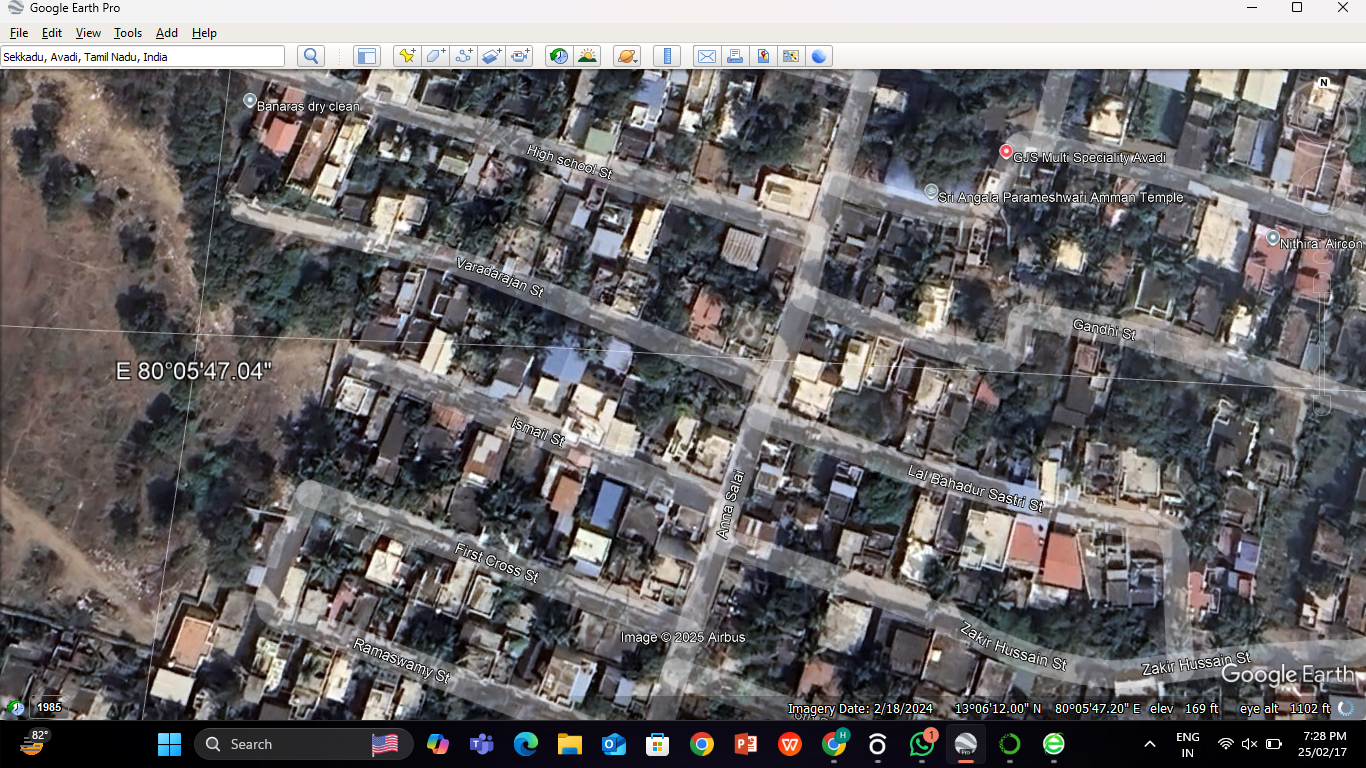 Google Earth Pro
File Edit View Tools Add Help
Sekkadu, Avadi, Tamil Nadu, India
N
Banaras dry clean
High school St
GJS Multi Speciality Avadi
Sri Angala Parameshwari Amman Temple
Nithirai Aircon
Varadarajan St
Gandhi St
E 80°05'47.04"
Ismail St
Lal Bahadur Sastri St
Anna Salai
First Cross St
Image © 2025 Airbus
Zakir Hussain St
Ramaswamy St
Zakir Hussain St
Google Earth
1985
Imagery Date: 2/18/2024 13°06'12.00" N 80°05'47.20" E elev 169 ft eye alt 1102 ft
82°
Search
H
1
Pro
ENG
IN
7:28 PM
25/02/17